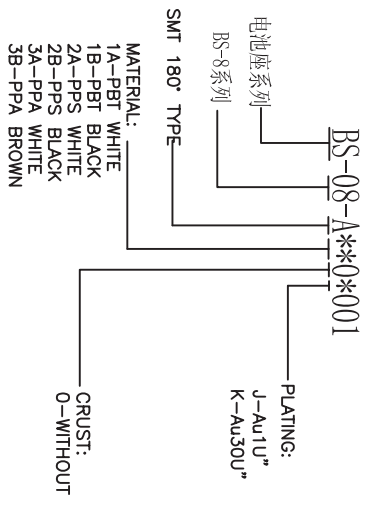 BS-08-A**0*001
电池座系列
BS-8系列
SMT 180° TYPE
MATERIAL:
1A-PBT WHITE
1B-PBT BLACK
2A-PPS WHITE
2B-PPS BLACK
3A-PPA WHITE
3B-PPA BROWN
PLATING:
J-Au1U"
K-Au30U"
CRUST:
0-WITHOUT